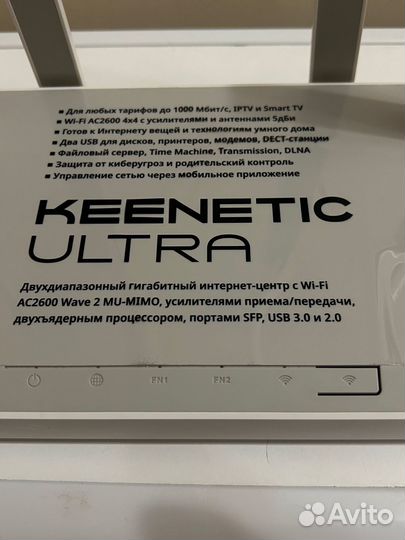 ▪ Для любых тарифов до 1000 Мбит/с, IPTV и Smart TV
▪ Wi-Fi AC2600 4x4 с усилителями и антеннами 5дБи
▪ Готов к Интернету вещей и технологиям умного дома
▪ Два USB для дисков, принтеров, модемов, DECT-станции
▪ Файловый сервер, Time Machine, Transmission, DLNA
▪ Защита от киберугроз и родительский контроль
▪ Управление сетью через мобильное приложение
KEENETIC
ULTRA
Двухдиапазонный гигабитный интернет-центр с Wi-Fi
AC2600 Wave 2 MU-MIMO, усилителями приема/передачи,
двухъядерным процессором, портами SFP, USB 3.0 и 2.0
FN1 FN2
Avito